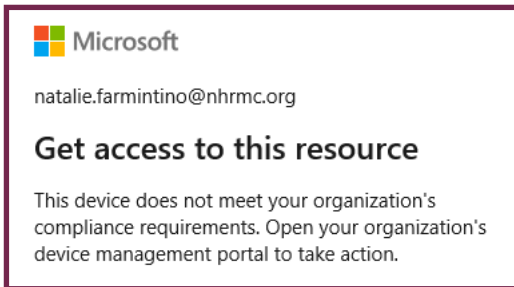 Microsoft
natalie.farmintino@nhrmc.org
Get access to this resource
This device does not meet your organization's
compliance requirements. Open your organization's
device management portal to take action.